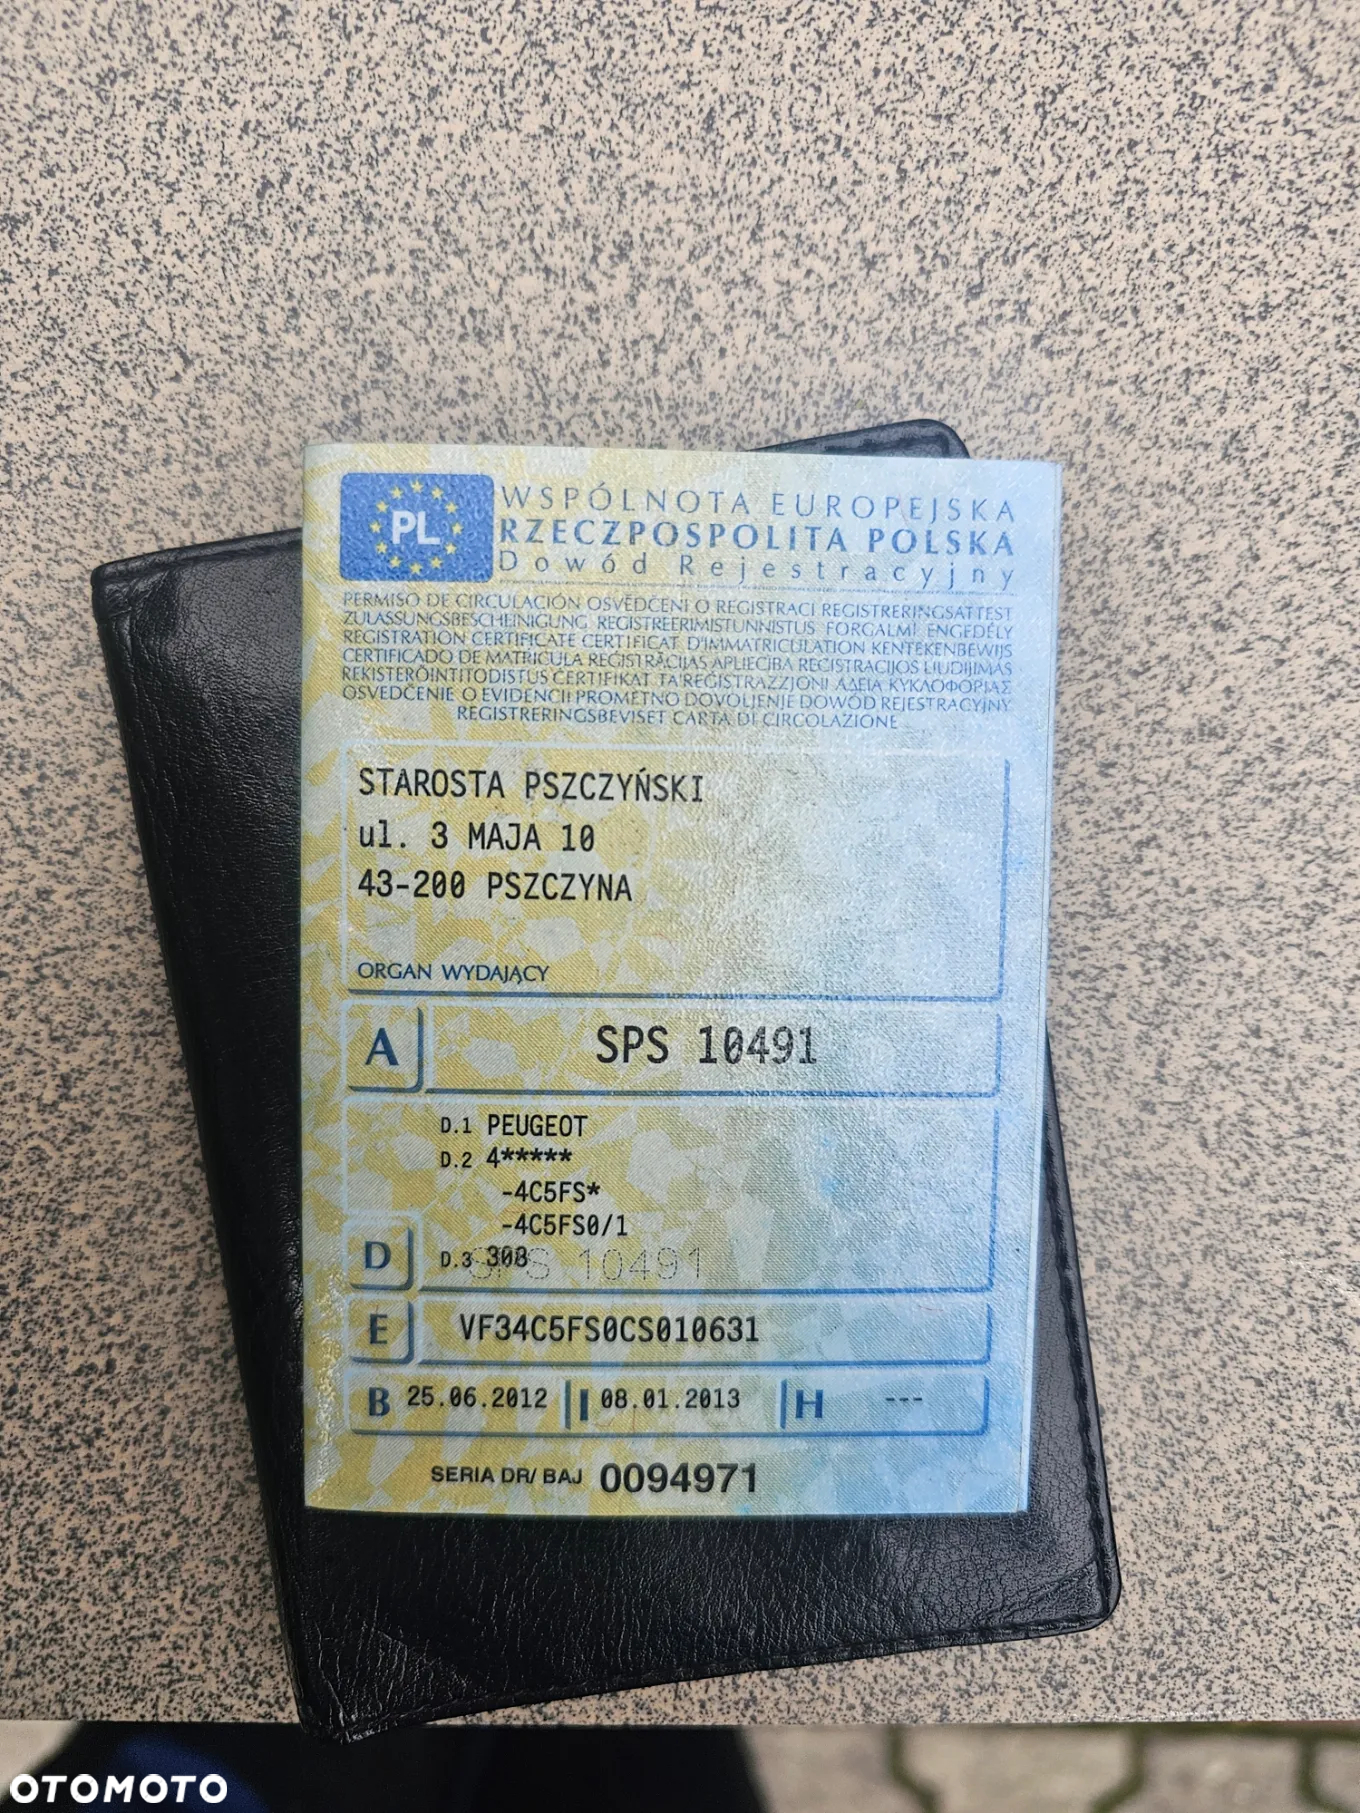 PL
WSPÓLNOTA EUROPEJSKA
RZECZPOSPOLITA POLSKA
Dowód Rejestracyjny
PERMISO DE CIRCULACIÓN OSVĚDČENÍ O REGISTRACI REGISTRERINGSATTEST
ZULASSUNGSBESCHEINIGUNG REGISTREERIMISTUNNISTUS FORGALMI ENGEDÉLY
REGISTRATION CERTIFICATE CERTIFICAT D'IMMATRICULATION KENTEKENBEWIJS
CERTIFICADO DE MATRICULA REGISTRĀCIJAS APLIECĪBA REGISTRACIJOS LIUDIJIMAS
REKISTERÖINTITODISTUS ĊERTIFIKAT TA'REĠISTRAZZJONI ΑΔΕΙΑ ΚΥΚΛΟΦΟΡΙΑΣ
OSVEDČENIE O EVIDENCII PROMETNO DOVOLJENJE DOWÓD REJESTRACYJNY
REGISTRERINGSBEVISET CARTA DI CIRCOLAZIONE
STAROSTA PSZCZYŃSKI
ul. 3 MAJA 10
43-200 PSZCZYNA
ORGAN WYDAJĄCY
A SPS 10491
D.1 PEUGEOT
D.2 4*****
-4C5FS*
-4C5FS0/1
D D.3 308
SPS 10491
E VF34C5FS0CS010631
B 25.06.2012 I 08.01.2013 H ---
SERIA DR/ BAJ 0094971
OTOMOTO